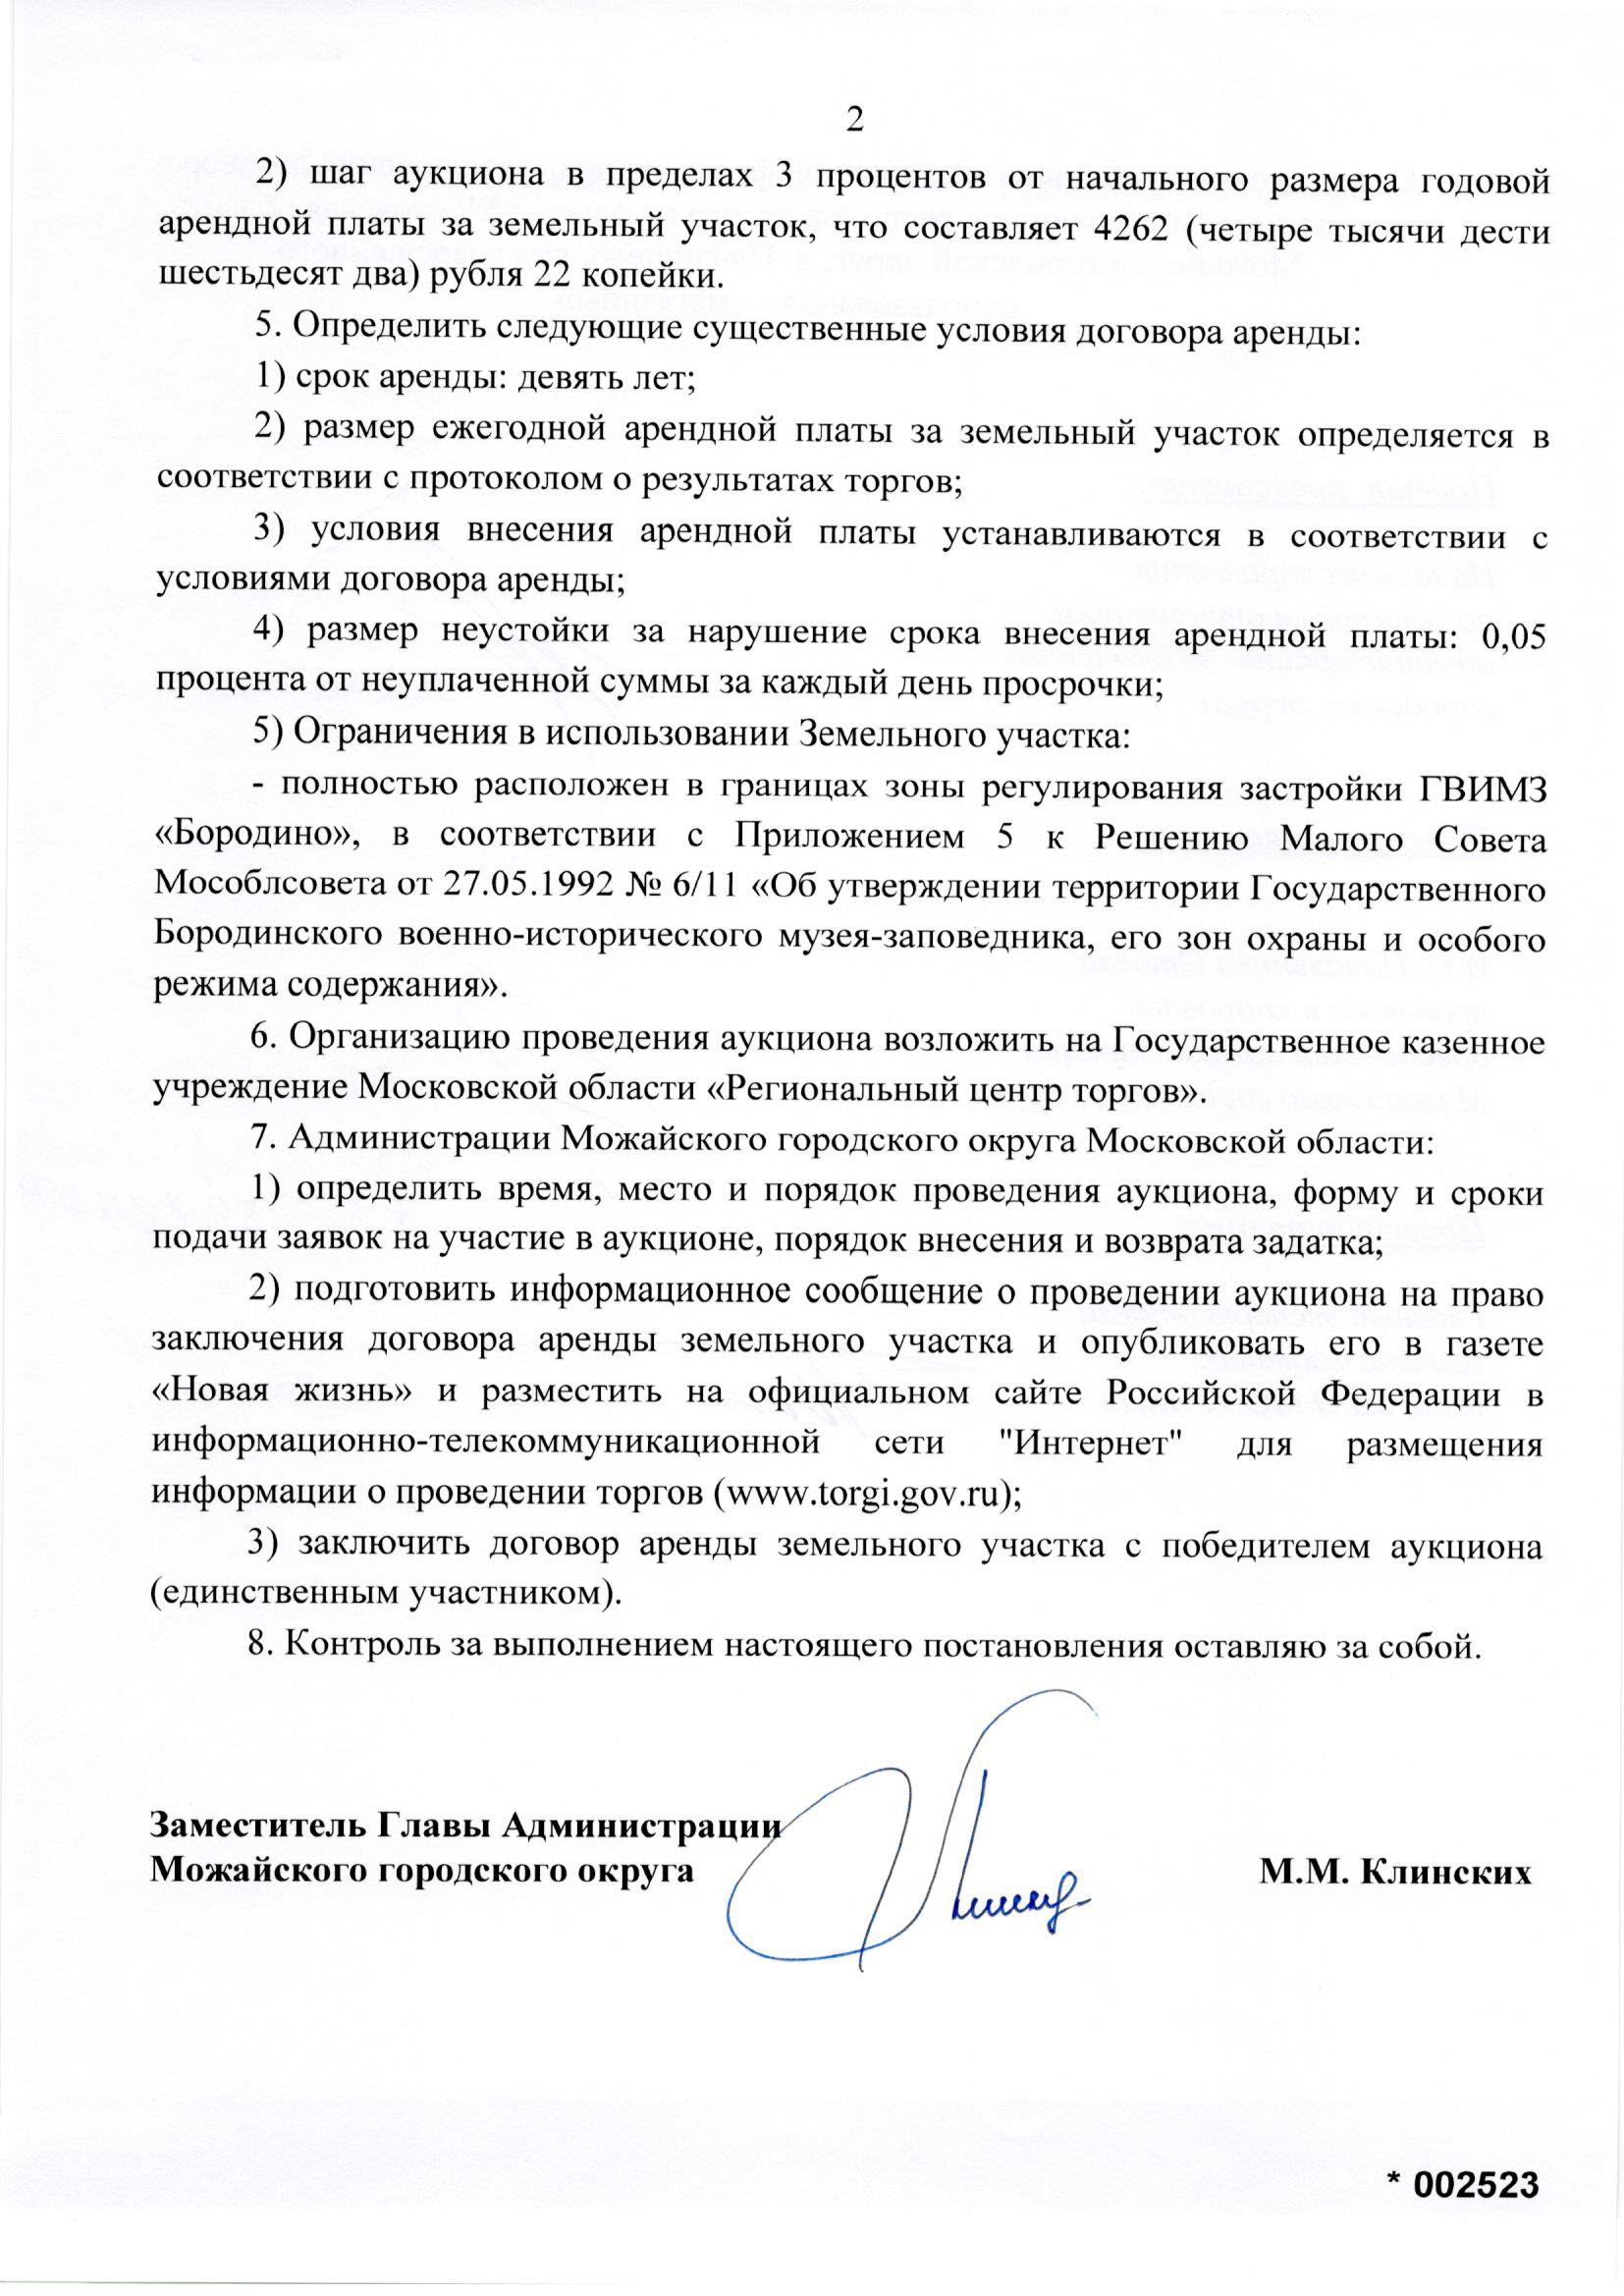 2
2) шаг аукциона в пределах 3 процентов от начального размера годовой
арендной платы за земельный участок, что составляет 4262 (четыре тысячи дести
шестьдесят два) рубля 22 копейки.
5. Определить следующие существенные условия договора аренды:
1) срок аренды: девять лет;
2) размер ежегодной арендной платы за земельный участок определяется в
соответствии с протоколом о результатах торгов;
3) условия внесения арендной платы устанавливаются в соответствии с
условиями договора аренды;
4) размер неустойки за нарушение срока внесения арендной платы: 0,05
процента от неуплаченной суммы за каждый день просрочки;
5) Ограничения в использовании Земельного участка:
- полностью расположен в границах зоны регулирования застройки ГВИМЗ
«Бородино», в соответствии с Приложением 5 к Решению Малого Совета
Мособлсовета от 27.05.1992 № 6/11 «Об утверждении территории Государственного
Бородинского военно-исторического музея-заповедника, его зон охраны и особого
режима содержания».
6. Организацию проведения аукциона возложить на Государственное казенное
учреждение Московской области «Региональный центр торгов».
7. Администрации Можайского городского округа Московской области:
1) определить время, место и порядок проведения аукциона, форму и сроки
подачи заявок на участие в аукционе, порядок внесения и возврата задатка;
2) подготовить информационное сообщение о проведении аукциона на право
заключения договора аренды земельного участка и опубликовать его в газете
«Новая жизнь» и разместить на официальном сайте Российской Федерации в
информационно-телекоммуникационной сети "Интернет" для размещения
информации о проведении торгов (www.torgi.gov.ru);
3) заключить договор аренды земельного участка с победителем аукциона
(единственным участником).
8. Контроль за выполнением настоящего постановления оставляю за собой.
Заместитель Главы Администрации
Можайского городского округа М.М. Клинских
* 002523